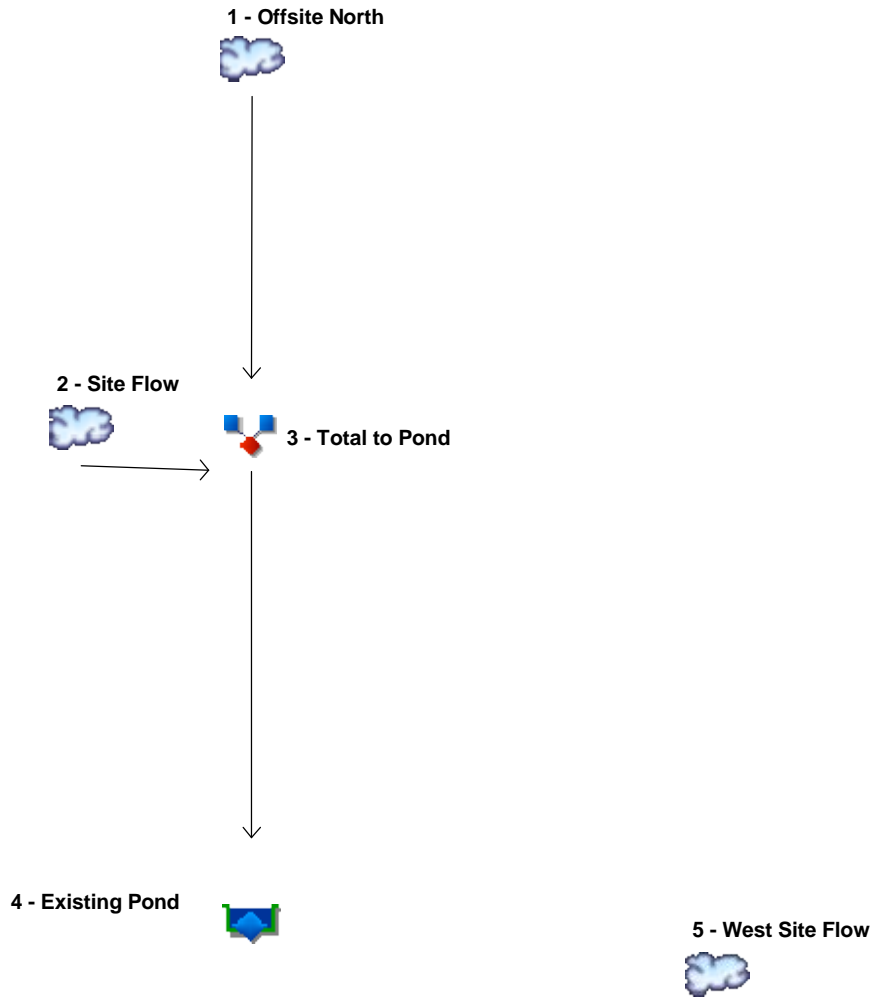 1 - Offsite North
2 - Site Flow
3 - Total to Pond
4 - Existing Pond
5 - West Site Flow